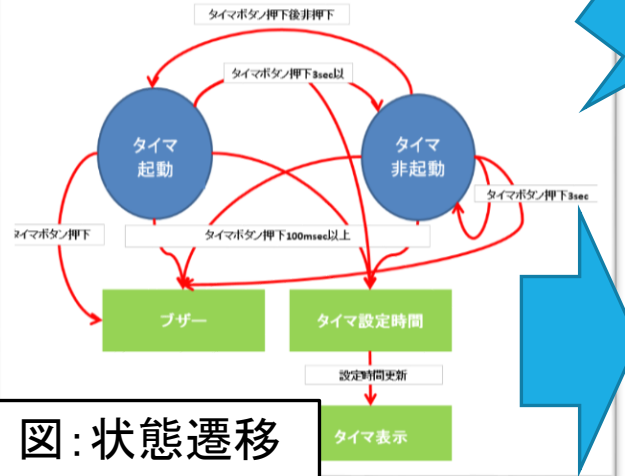 タイマボタン押下後非押下
タイマボタン押下3sec以
タイマ
起動
タイマ
非起動
タイマボタン押下3sec
イマボタン押下
タイマボタン押下100msec以上
ブザー
タイマ設定時間
設定時間更新
図：状態遷移
タイマ表示